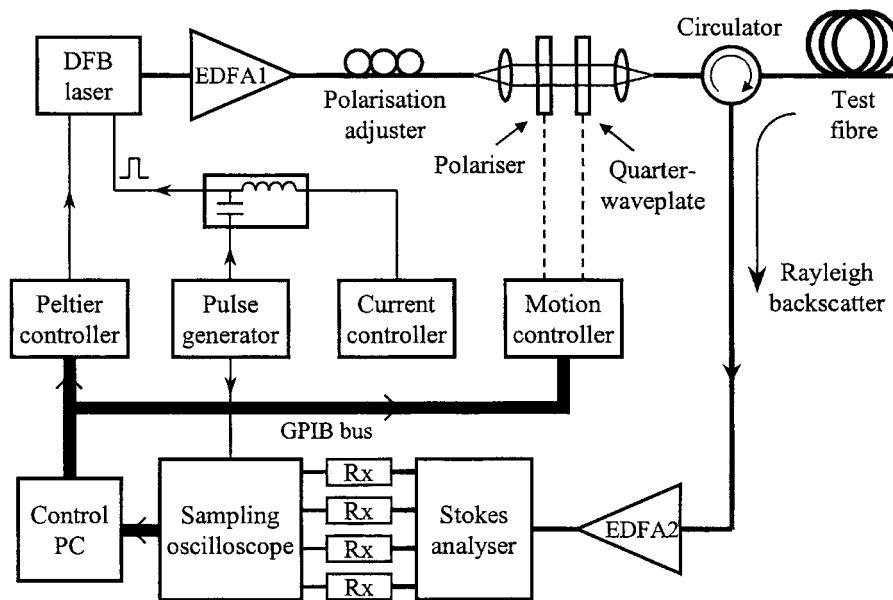 Circulator
DFB
laser
EDFA1
Polarisation
adjuster
Test
fibre
Polariser
Quarter-
waveplate
Rayleigh
backscatter
Peltier
controller
Pulse
generator
Current
controller
Motion
controller
GPIB bus
Control
PC
Sampling
oscilloscope
Rx
Rx
Rx
Rx
Stokes
analyser
EDFA2